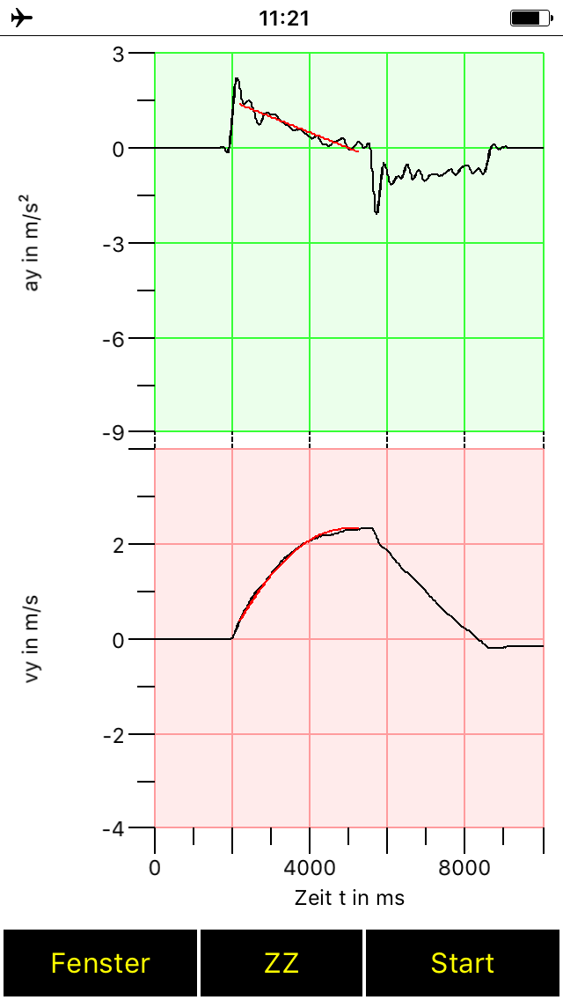 11:21
3
0
-3
-6
-9
ay in m/s²
2
0
-2
-4
vy in m/s
0 4000 8000
Zeit t in ms
Fenster ZZ Start